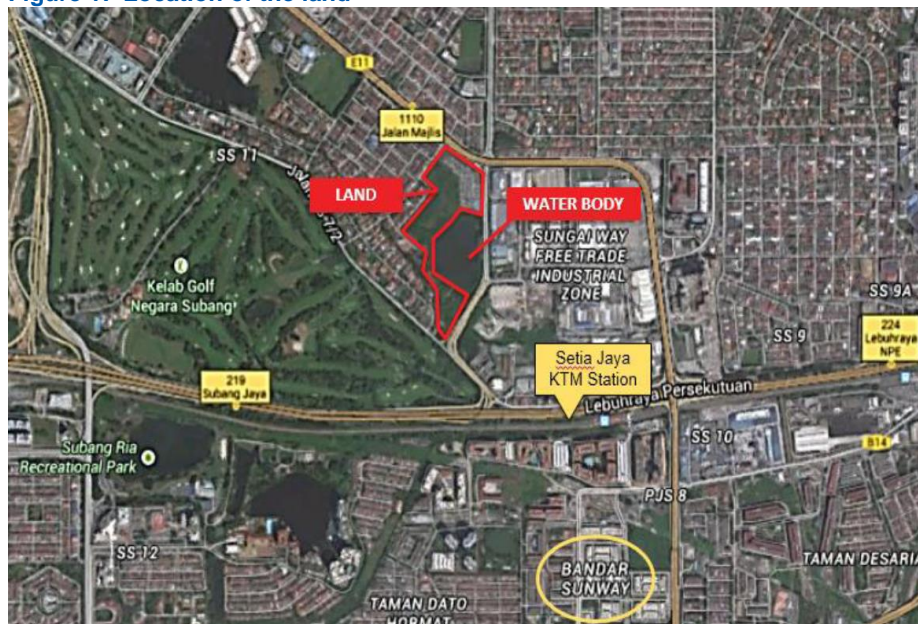 Figure 1: Location of the land
E11
1110
Jalan Majlis
SS 11
LAND
WATER BODY
SUNGAI WAY
FREE TRADE
INDUSTRIAL
ZONE
Kelab Golf
Negara Subang
SS 9A
SS 9
224
Lebuhraya
NPE
Setia Jaya
KTM Station
219
Subang Jaya
Lebuhraya Persekutuan
SS 10
B14
Subang Ria
Recreational Park
PJS 8
SS 12
BANDAR
SUNWAY
TAMAN DESARIA
TAMAN DATO
HORMAT